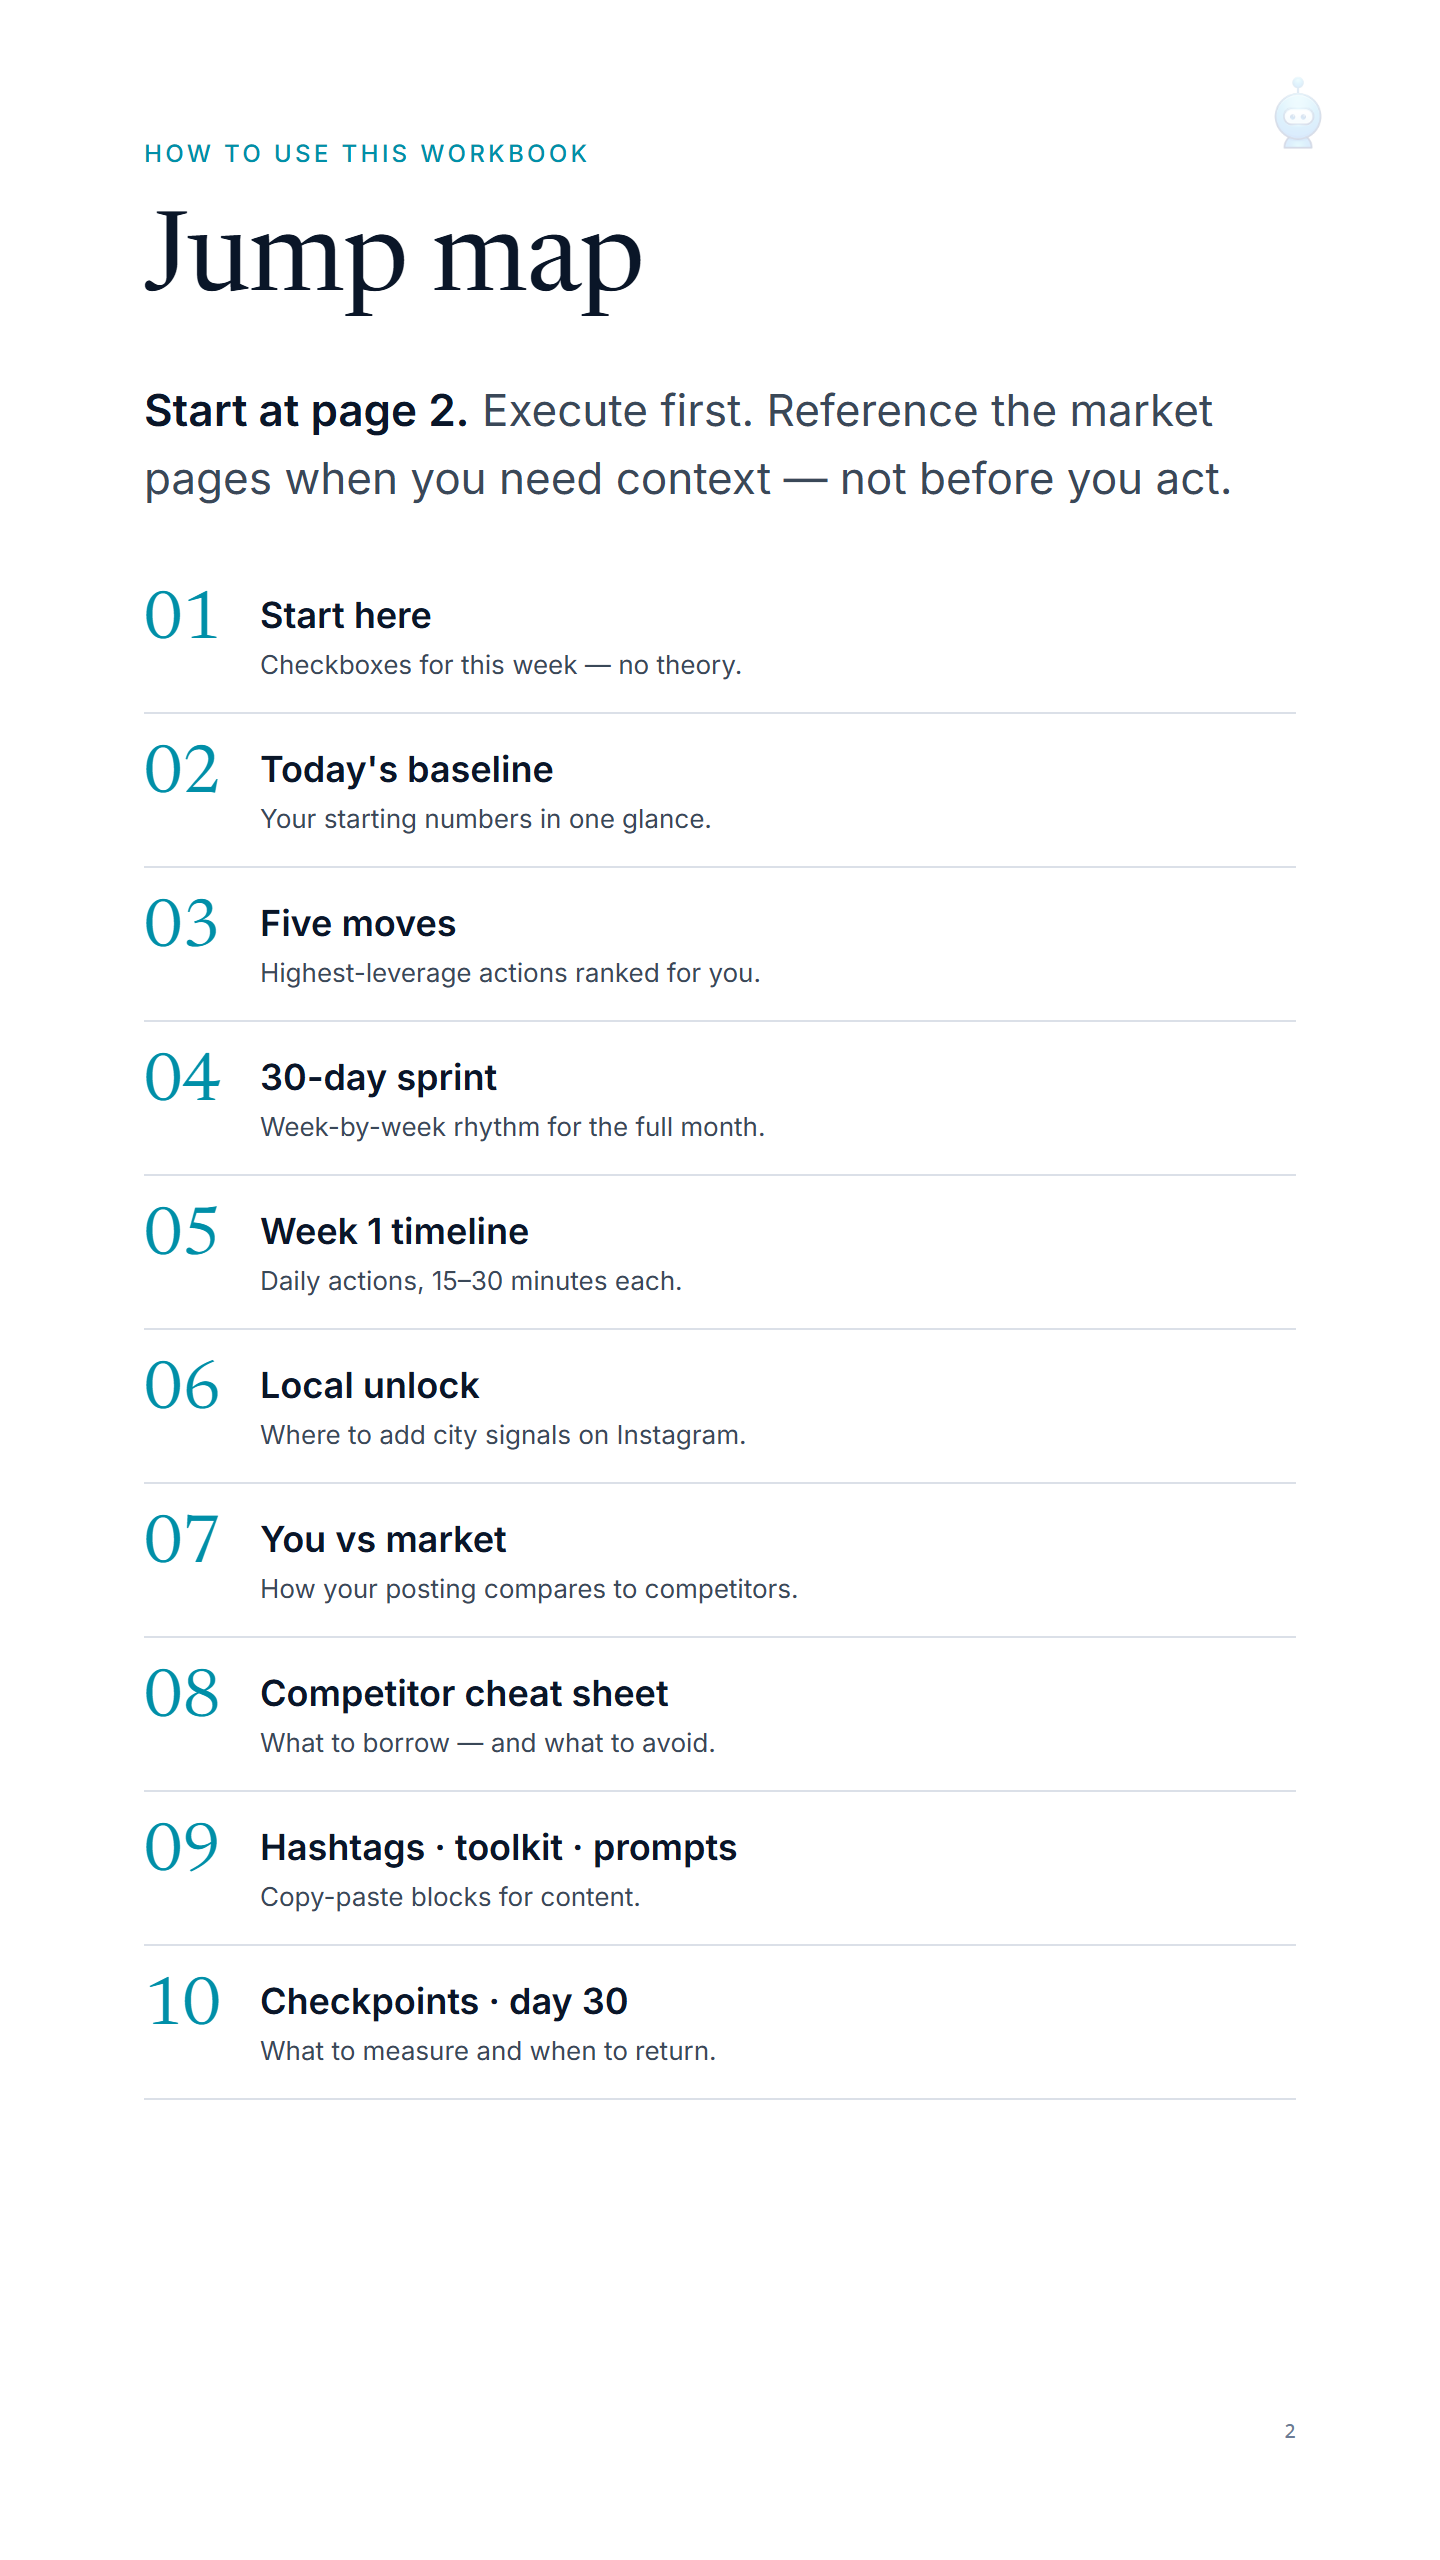 HOW TO USE THIS WORKBOOK
Jump map
Start at page 2. Execute first. Reference the market
pages when you need context — not before you act.
01 Start here
Checkboxes for this week — no theory.
02 Today's baseline
Your starting numbers in one glance.
03 Five moves
Highest-leverage actions ranked for you.
04 30-day sprint
Week-by-week rhythm for the full month.
05 Week 1 timeline
Daily actions, 15–30 minutes each.
06 Local unlock
Where to add city signals on Instagram.
07 You vs market
How your posting compares to competitors.
08 Competitor cheat sheet
What to borrow — and what to avoid.
09 Hashtags · toolkit · prompts
Copy-paste blocks for content.
10 Checkpoints · day 30
What to measure and when to return.
2